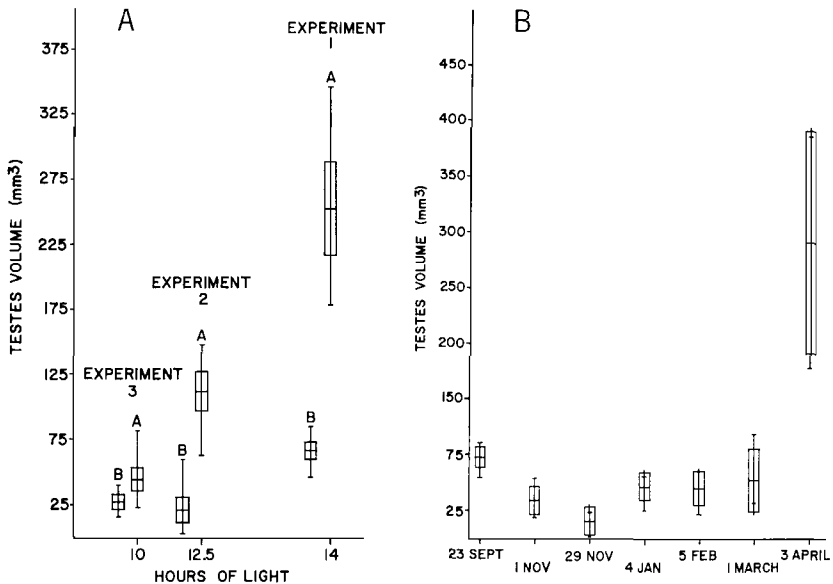 A
EXPERIMENT
1
A
375
325
275
225
175
125
75
25
TESTES VOLUME (mm3)
EXPERIMENT
2
A
EXPERIMENT
3
A
B
B
B
10 12.5 14
HOURS OF LIGHT
B
450
400
350
300
250
200
150
75
25
TESTES VOLUME (mm3)
23 SEPT 1 NOV 29 NOV 4 JAN 5 FEB 1 MARCH 3 APRIL